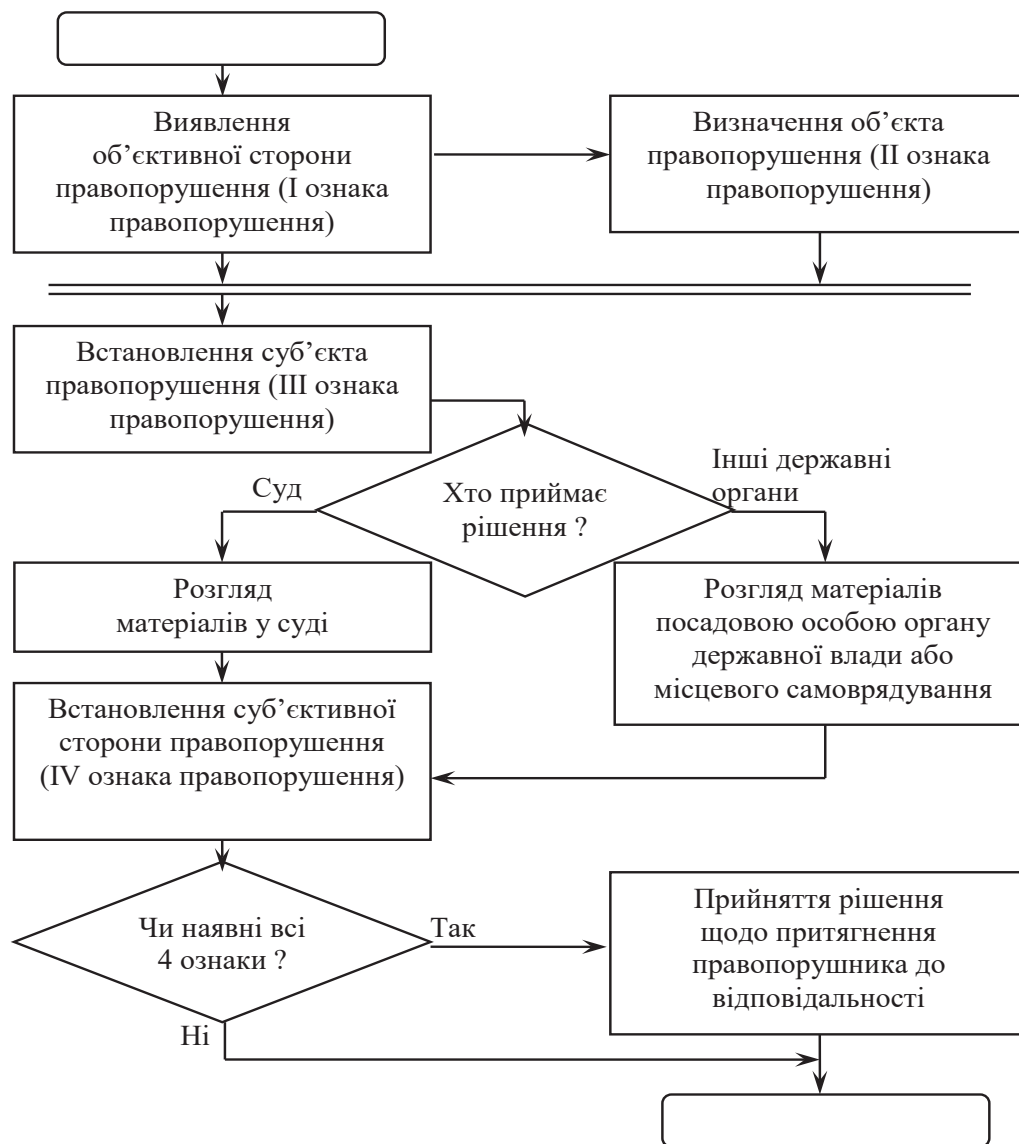 Виявлення
об’єктивної сторони
правопорушення (I ознака
правопорушення)
Визначення об’єкта
правопорушення (II ознака
правопорушення)
Встановлення суб’єкта
правопорушення (III ознака
правопорушення)
Хто приймає
рішення ?
Суд
Інші державні
органи
Розгляд
матеріалів у суді
Розгляд матеріалів
посадовою особою органу
державної влади або
місцевого самоврядування
Встановлення суб’єктивної
сторони правопорушення
(IV ознака правопорушення)
Чи наявні всі
4 ознаки ?
Так
Ні
Прийняття рішення
щодо притягнення
правопорушника до
відповідальності